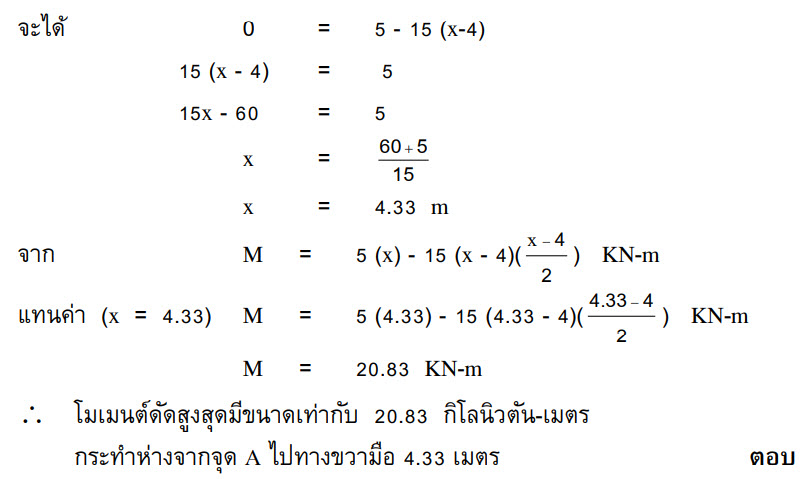 จะได้ 0 = 5 - 15 (x-4)
15 (x - 4) = 5
15x - 60 = 5
x = \frac{60+5}{15}
x = 4.33 m
จาก M = 5 (x) - 15 (x - 4)(\frac{x-4}{2}) KN-m
แทนค่า (x = 4.33) M = 5 (4.33) - 15 (4.33 - 4)(\frac{4.33-4}{2}) KN-m
M = 20.83 KN-m
∴ โมเมนต์ดัดสูงสุดมีขนาดเท่ากับ 20.83 กิโลนิวตัน-เมตร
กระทำห่างจากจุด A ไปทางขวามือ 4.33 เมตร ตอบ